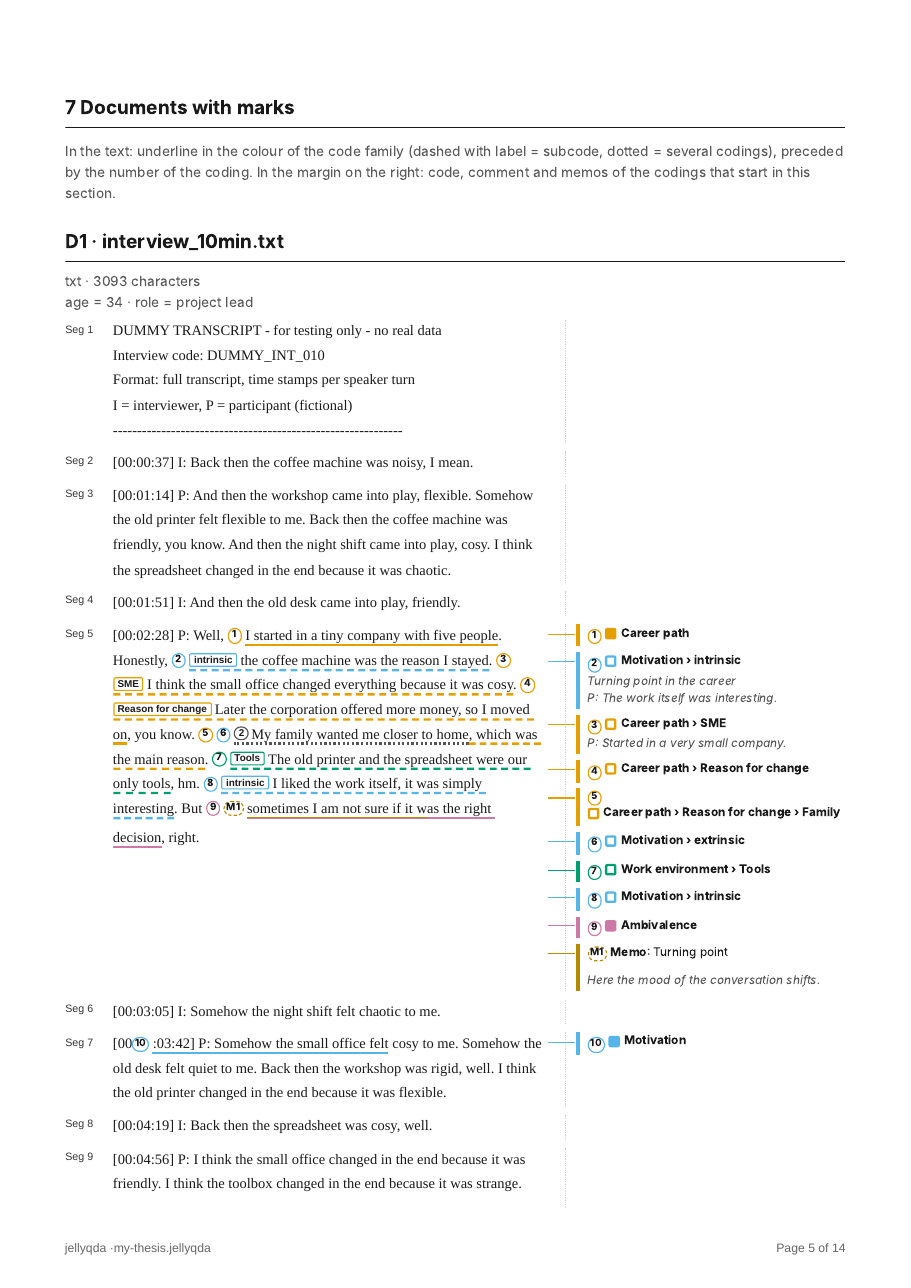 7 Documents with marks
In the text: underline in the colour of the code family (dashed with label = subcode, dotted = several codings), preceded
by the number of the coding. In the margin on the right: code, comment and memos of the codings that start in this
section.
D1 · interview_10min.txt
txt · 3093 characters
age = 34 · role = project lead
Seg 1 DUMMY TRANSCRIPT - for testing only - no real data
Interview code: DUMMY_INT_010
Format: full transcript, time stamps per speaker turn
I = interviewer, P = participant (fictional)
------------------------------------------------------------
Seg 2 [00:00:37] I: Back then the coffee machine was noisy, I mean.
Seg 3 [00:01:14] P: And then the workshop came into play, flexible. Somehow
the old printer felt flexible to me. Back then the coffee machine was
friendly, you know. And then the night shift came into play, cosy. I think
the spreadsheet changed in the end because it was chaotic.
Seg 4 [00:01:51] I: And then the old desk came into play, friendly.
Seg 5 [00:02:28] P: Well, 1 I started in a tiny company with five people.
Honestly, 2 intrinsic the coffee machine was the reason I stayed. 3
SME I think the small office changed everything because it was cosy. 4
Reason for change Later the corporation offered more money, so I moved
on, you know. 5 6 2 My family wanted me closer to home, which was
the main reason. 7 Tools The old printer and the spreadsheet were our
only tools, hm. 8 intrinsic I liked the work itself, it was simply
interesting. But 9 M1 sometimes I am not sure if it was the right
decision, right.
1 Career path
2 Motivation › intrinsic
Turning point in the career
P: The work itself was interesting.
3 Career path › SME
P: Started in a very small company.
4 Career path › Reason for change
5
Career path › Reason for change › Family
6 Motivation › extrinsic
7 Work environment › Tools
8 Motivation › intrinsic
9 Ambivalence
M1 Memo: Turning point
Here the mood of the conversation shifts.
Seg 6 [00:03:05] I: Somehow the night shift felt chaotic to me.
Seg 7 [00 10 :03:42] P: Somehow the small office felt cosy to me. Somehow the
old desk felt quiet to me. Back then the workshop was rigid, well. I think
the old printer changed in the end because it was flexible.
10 Motivation
Seg 8 [00:04:19] I: Back then the spreadsheet was cosy, well.
Seg 9 [00:04:56] P: I think the small office changed in the end because it was
friendly. I think the toolbox changed in the end because it was strange.
jellyqda ·my-thesis.jellyqda
Page 5 of 14